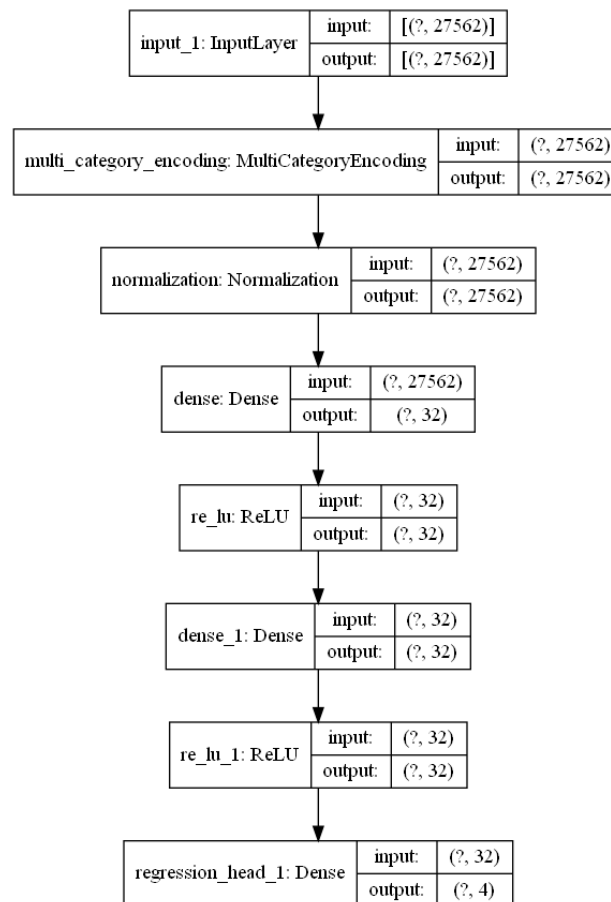 input_1: InputLayer
input: [(?, 27562)]
output: [(?, 27562)]
multi_category_encoding: MultiCategoryEncoding
input: (?, 27562)
output: (?, 27562)
normalization: Normalization
input: (?, 27562)
output: (?, 27562)
dense: Dense
input: (?, 27562)
output: (?, 32)
re_lu: ReLU
input: (?, 32)
output: (?, 32)
dense_1: Dense
input: (?, 32)
output: (?, 32)
re_lu_1: ReLU
input: (?, 32)
output: (?, 32)
regression_head_1: Dense
input: (?, 32)
output: (?, 4)